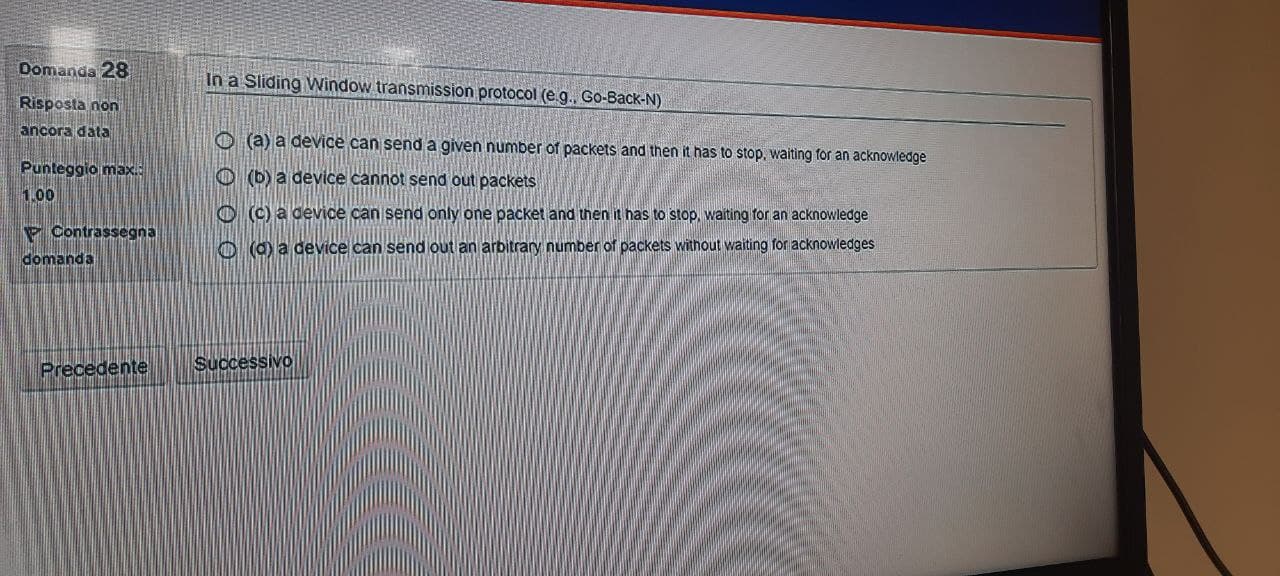 Domanda 28
Risposta non
ancora data
Punteggio max.:
1,00
Contrassegna
domanda
In a Sliding Window transmission protocol (e.g., Go-Back-N)
(a) a device can send a given number of packets and then it has to stop, waiting for an acknowledge
(b) a device cannot send out packets
(c) a device can send only one packet and then it has to stop, waiting for an acknowledge
(d) a device can send out an arbitrary number of packets without waiting for acknowledges
Precedente
Successivo